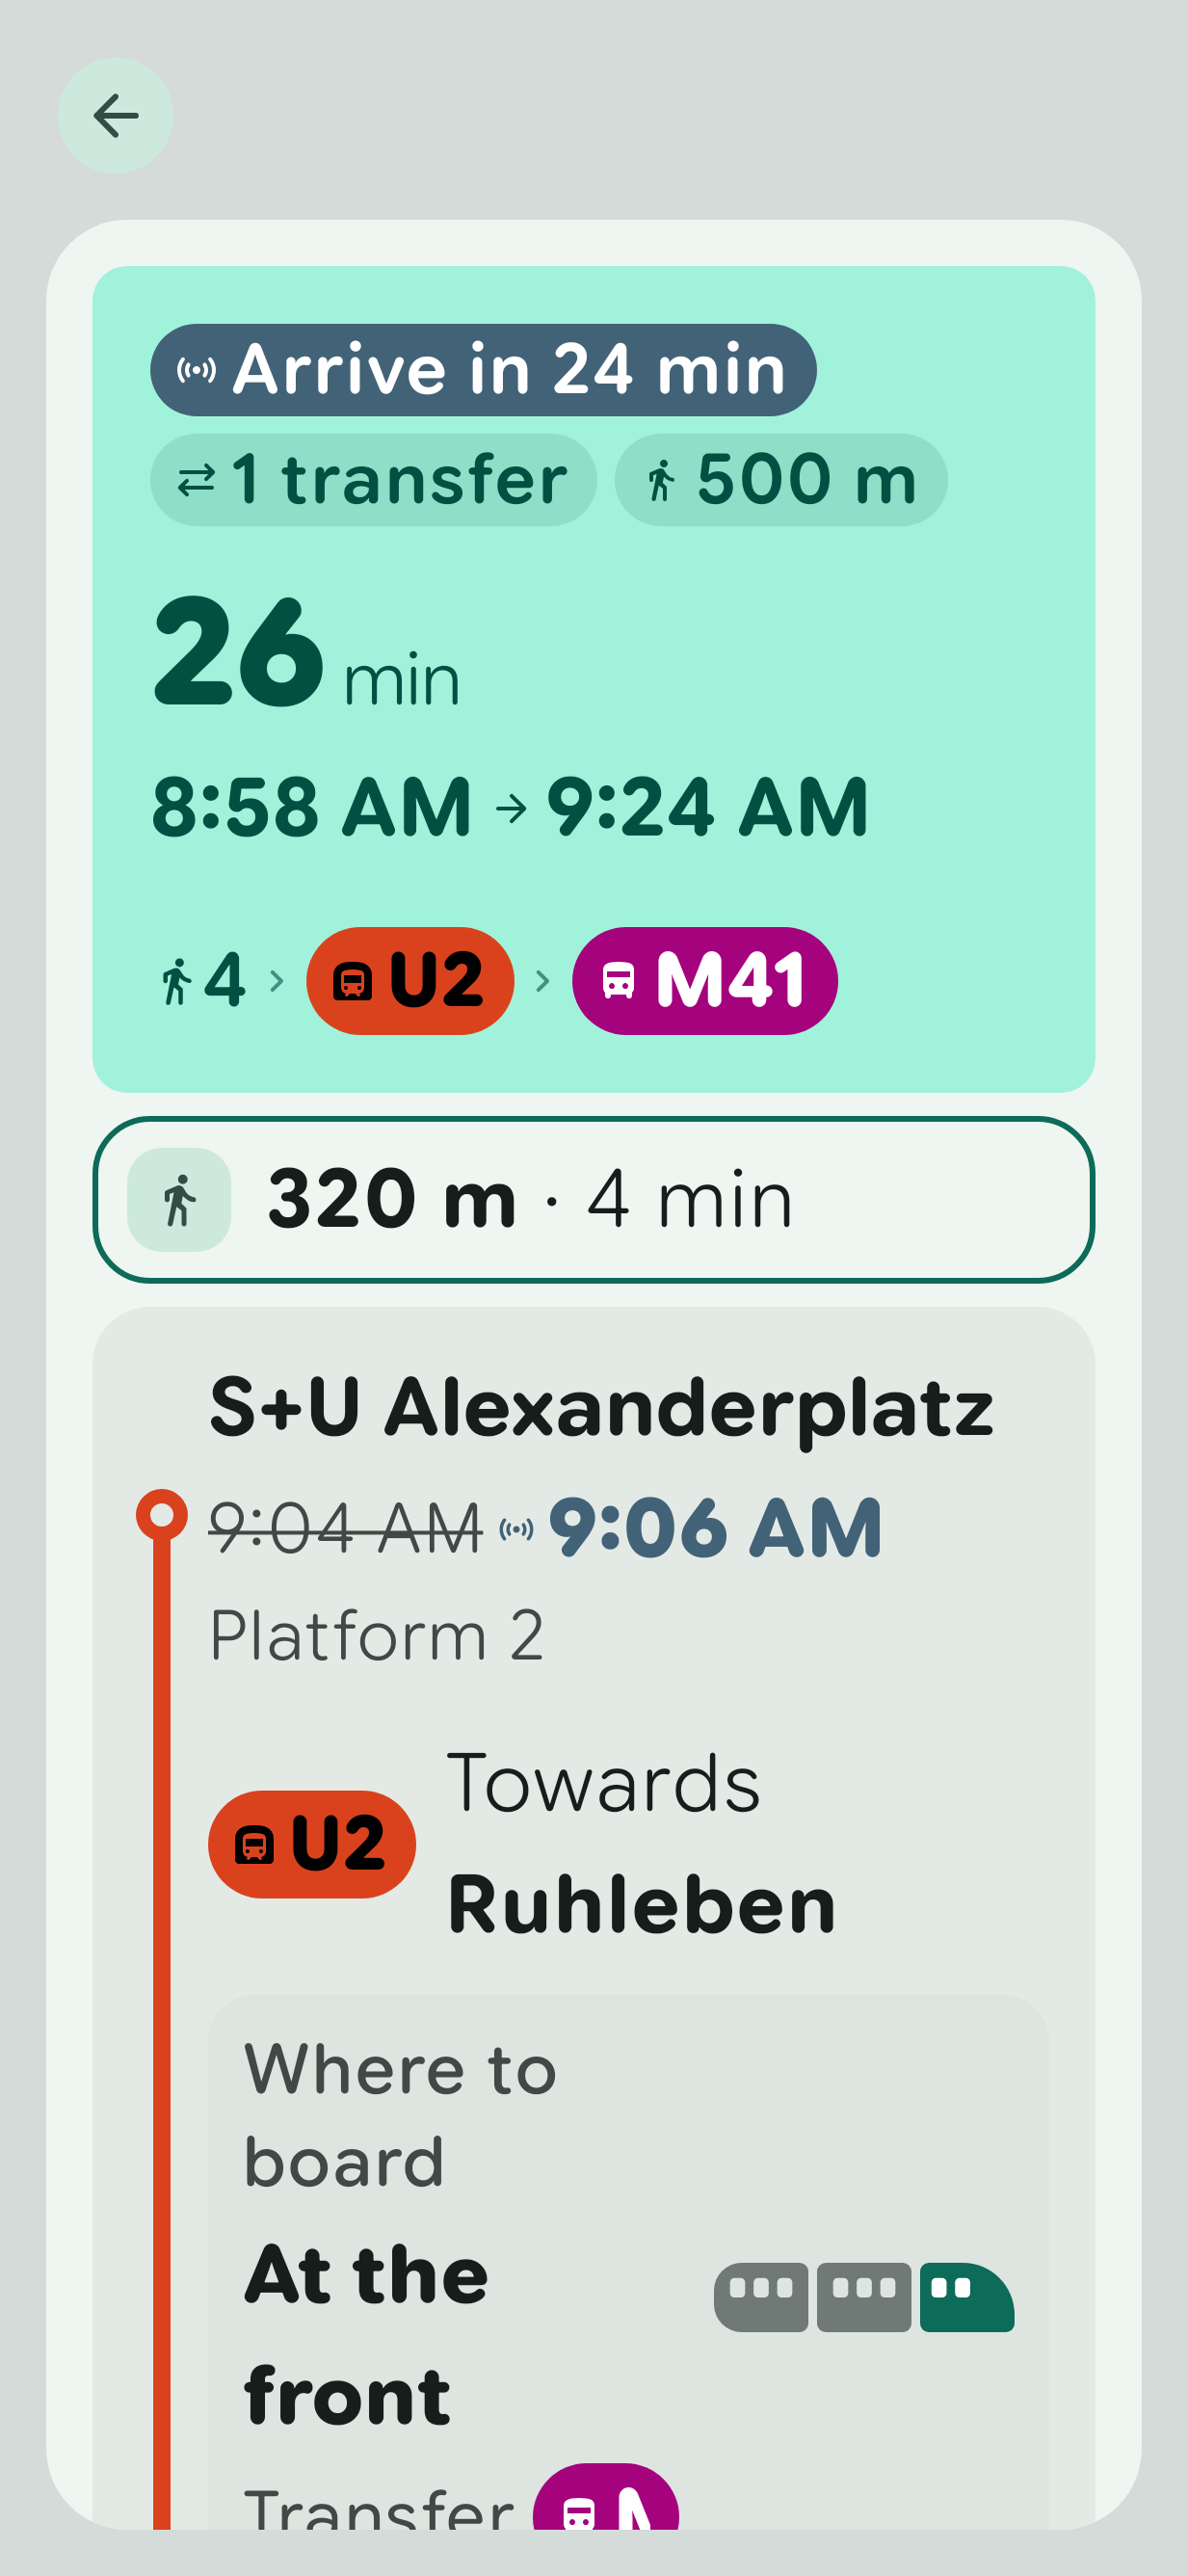 Arrive in 24 min
1 transfer 500 m
26 min
8:58 AM → 9:24 AM
4 > U2 > M41
320 m · 4 min
S+U Alexanderplatz
9:04 AM 9:06 AM
Platform 2
Towards
U2
Ruhleben
Where to
board
At the
front
Transfer